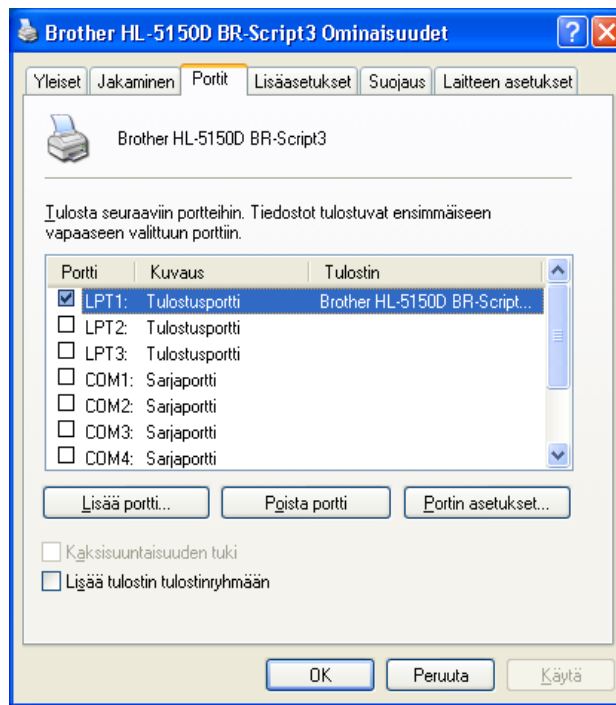 Brother HL-5150D BR-Script3 Ominaisuudet
Yleiset Jakaminen Portit Lisäasetukset Suojaus Laitteen asetukset
Brother HL-5150D BR-Script3
Tulosta seuraaviin portteihin. Tiedostot tulostuvat ensimmäiseen
vapaaseen valittuun porttiin.
Portti Kuvaus Tulostin
LPT1: Tulostusportti Brother HL-5150D BR-Script...
LPT2: Tulostusportti
LPT3: Tulostusportti
COM1: Sarjaportti
COM2: Sarjaportti
COM3: Sarjaportti
COM4: Sarjaportti
Lisää portti... Poista portti Portin asetukset...
Kaksisuuntaisuuden tuki
Lisää tulostin tulostinryhmään
OK Peruuta Käytä